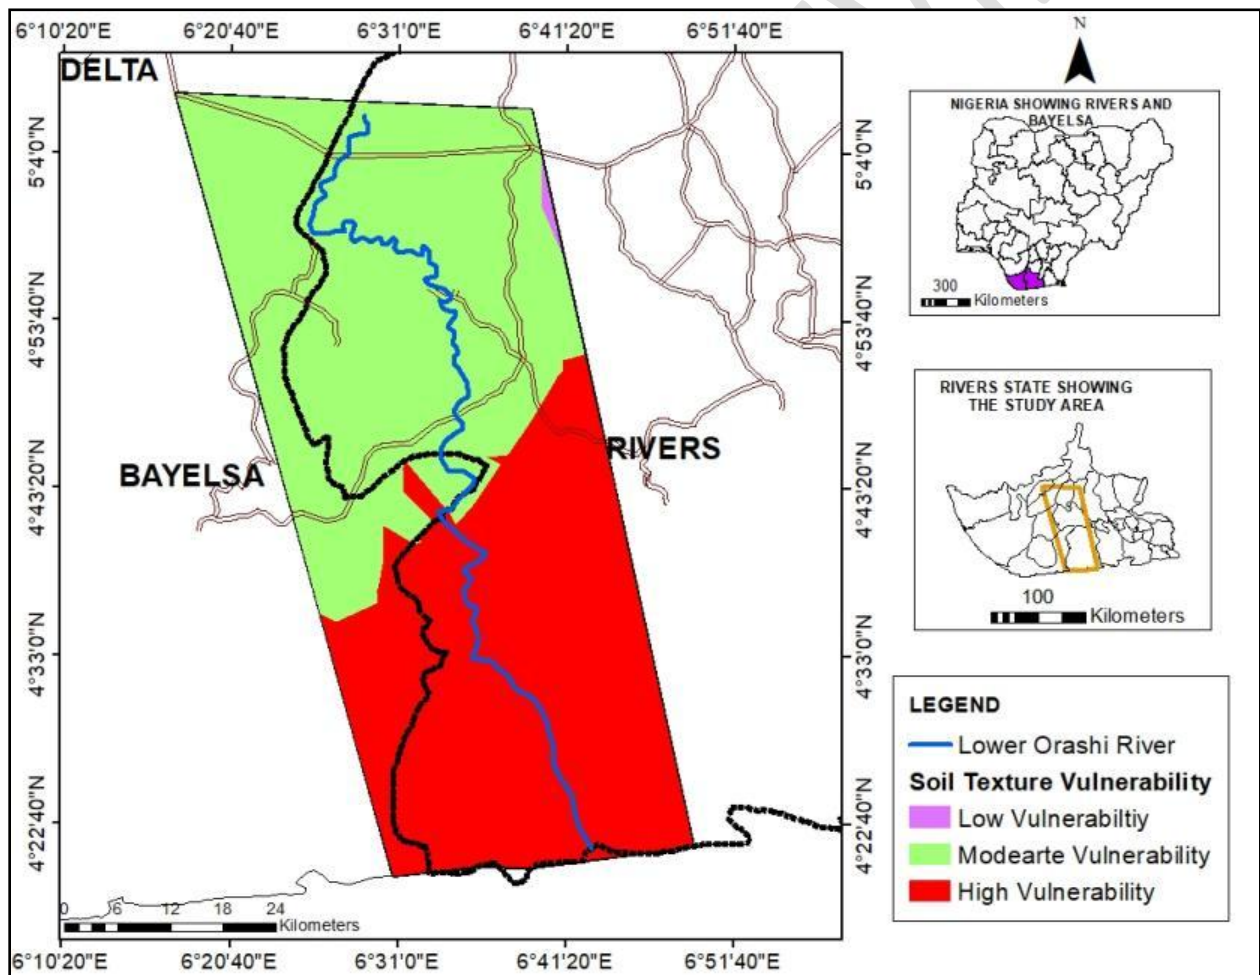 6°10'20"E 6°20'40"E 6°31'0"E 6°41'20"E 6°51'40"E
DELTA
5°4'0"N
4°53'40"N
4°43'20"N
4°33'0"N
4°22'40"N
BAYELSA
RIVERS
5°4'0"N
4°53'40"N
4°43'20"N
4°33'0"N
4°22'40"N
0 6 12 18 24
Kilometers
6°10'20"E 6°20'40"E 6°31'0"E 6°41'20"E 6°51'40"E
N
NIGERIA SHOWING RIVERS AND
BAYELSA
300
Kilometers
RIVERS STATE SHOWING
THE STUDY AREA
100
Kilometers
LEGEND
Lower Orashi River
Soil Texture Vulnerability
Low Vulnerabiltiy
Modearte Vulnerability
High Vulnerability